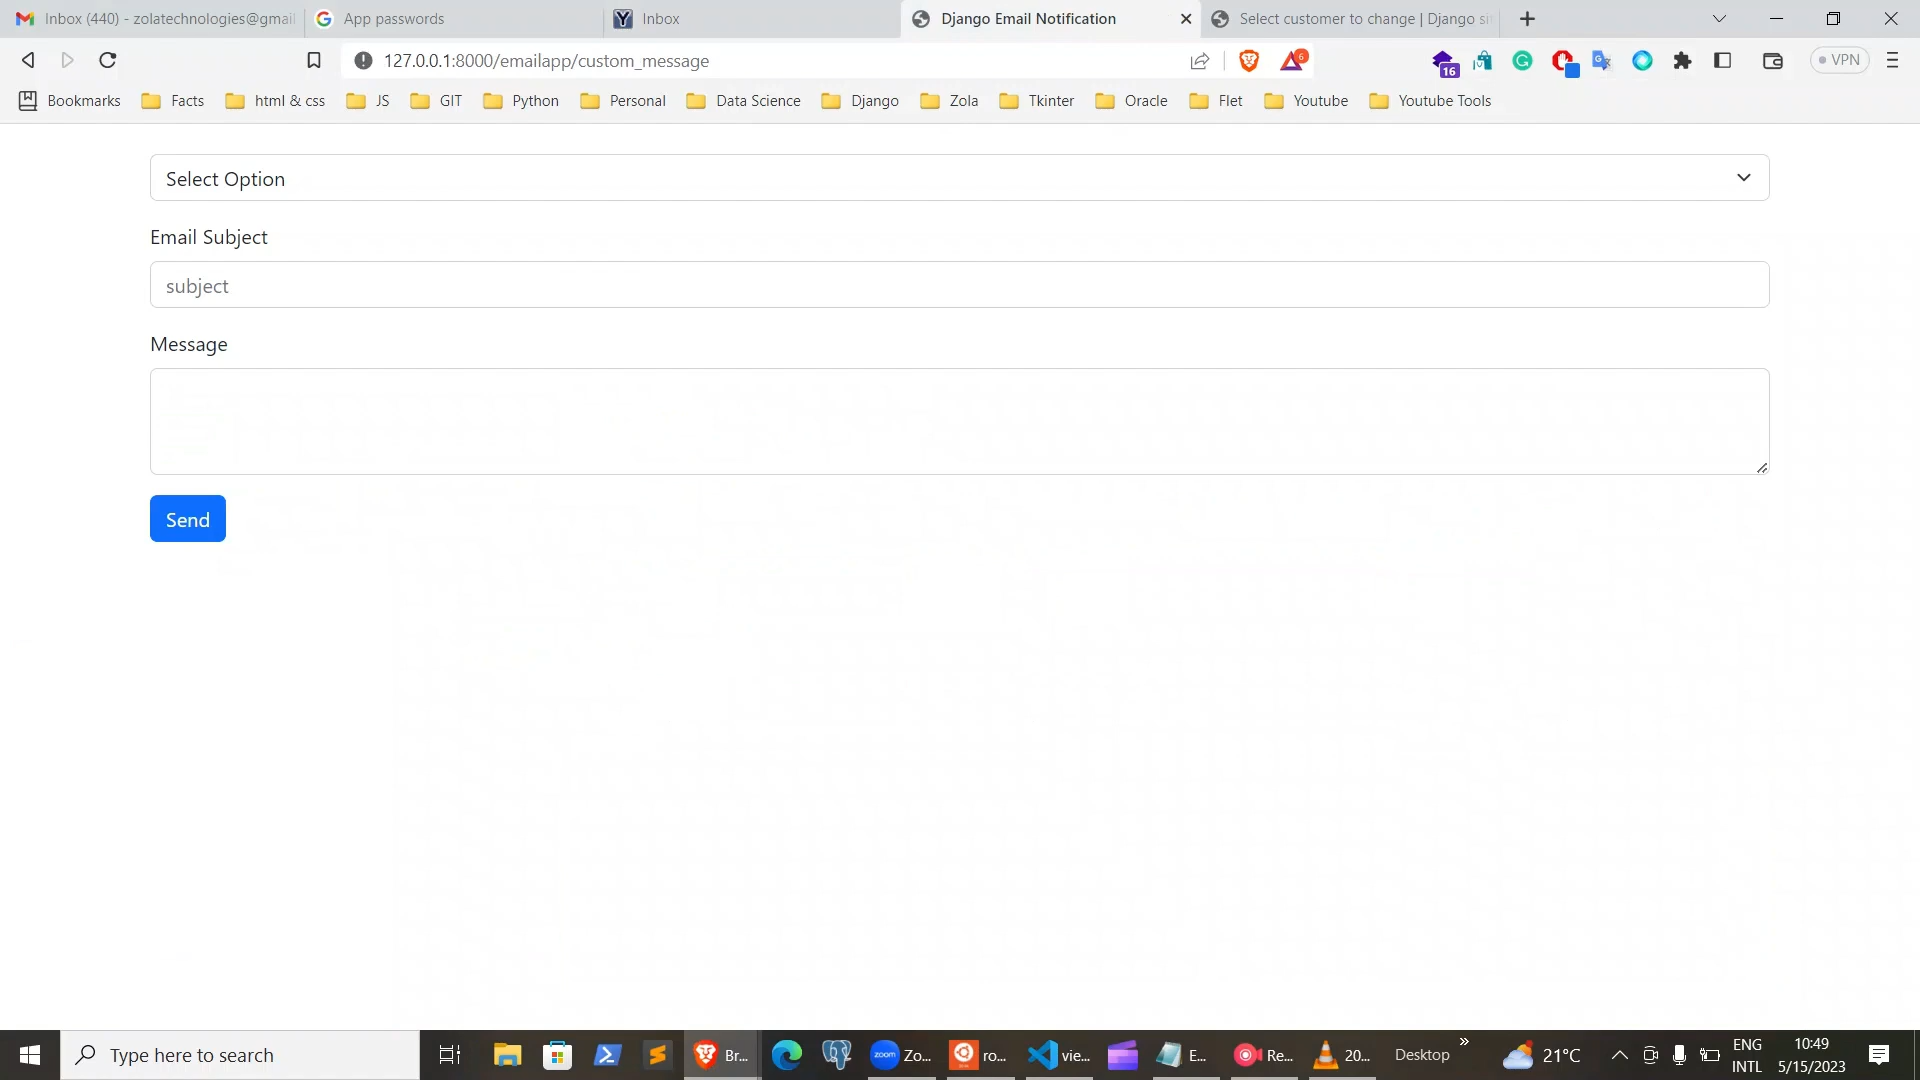 Inbox (440) - zolatechnologies@gmail
App passwords
Inbox
Django Email Notification
Select customer to change | Django si
127.0.0.1:8000/emailapp/custom_message
6
16
VPN
Bookmarks
Facts
html & css
JS
GIT
Python
Personal
Data Science
Django
Zola
Tkinter
Oracle
Flet
Youtube
Youtube Tools
Select Option
Email Subject
subject
Message
Send
Type here to search
Br...
zoom
Zo...
ro...
vie...
E...
Re...
20...
Desktop
»
21°C
ENG
INTL
10:49
5/15/2023